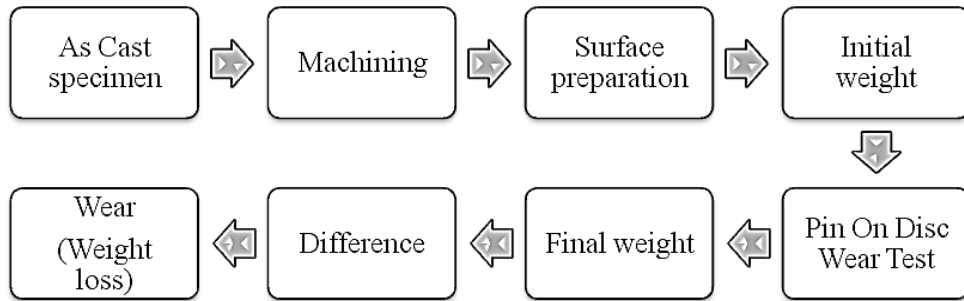 As Cast
specimen
Machining
Surface
preparation
Initial
weight
Pin On Disc
Wear Test
Final weight
Difference
Wear
(Weight
loss)